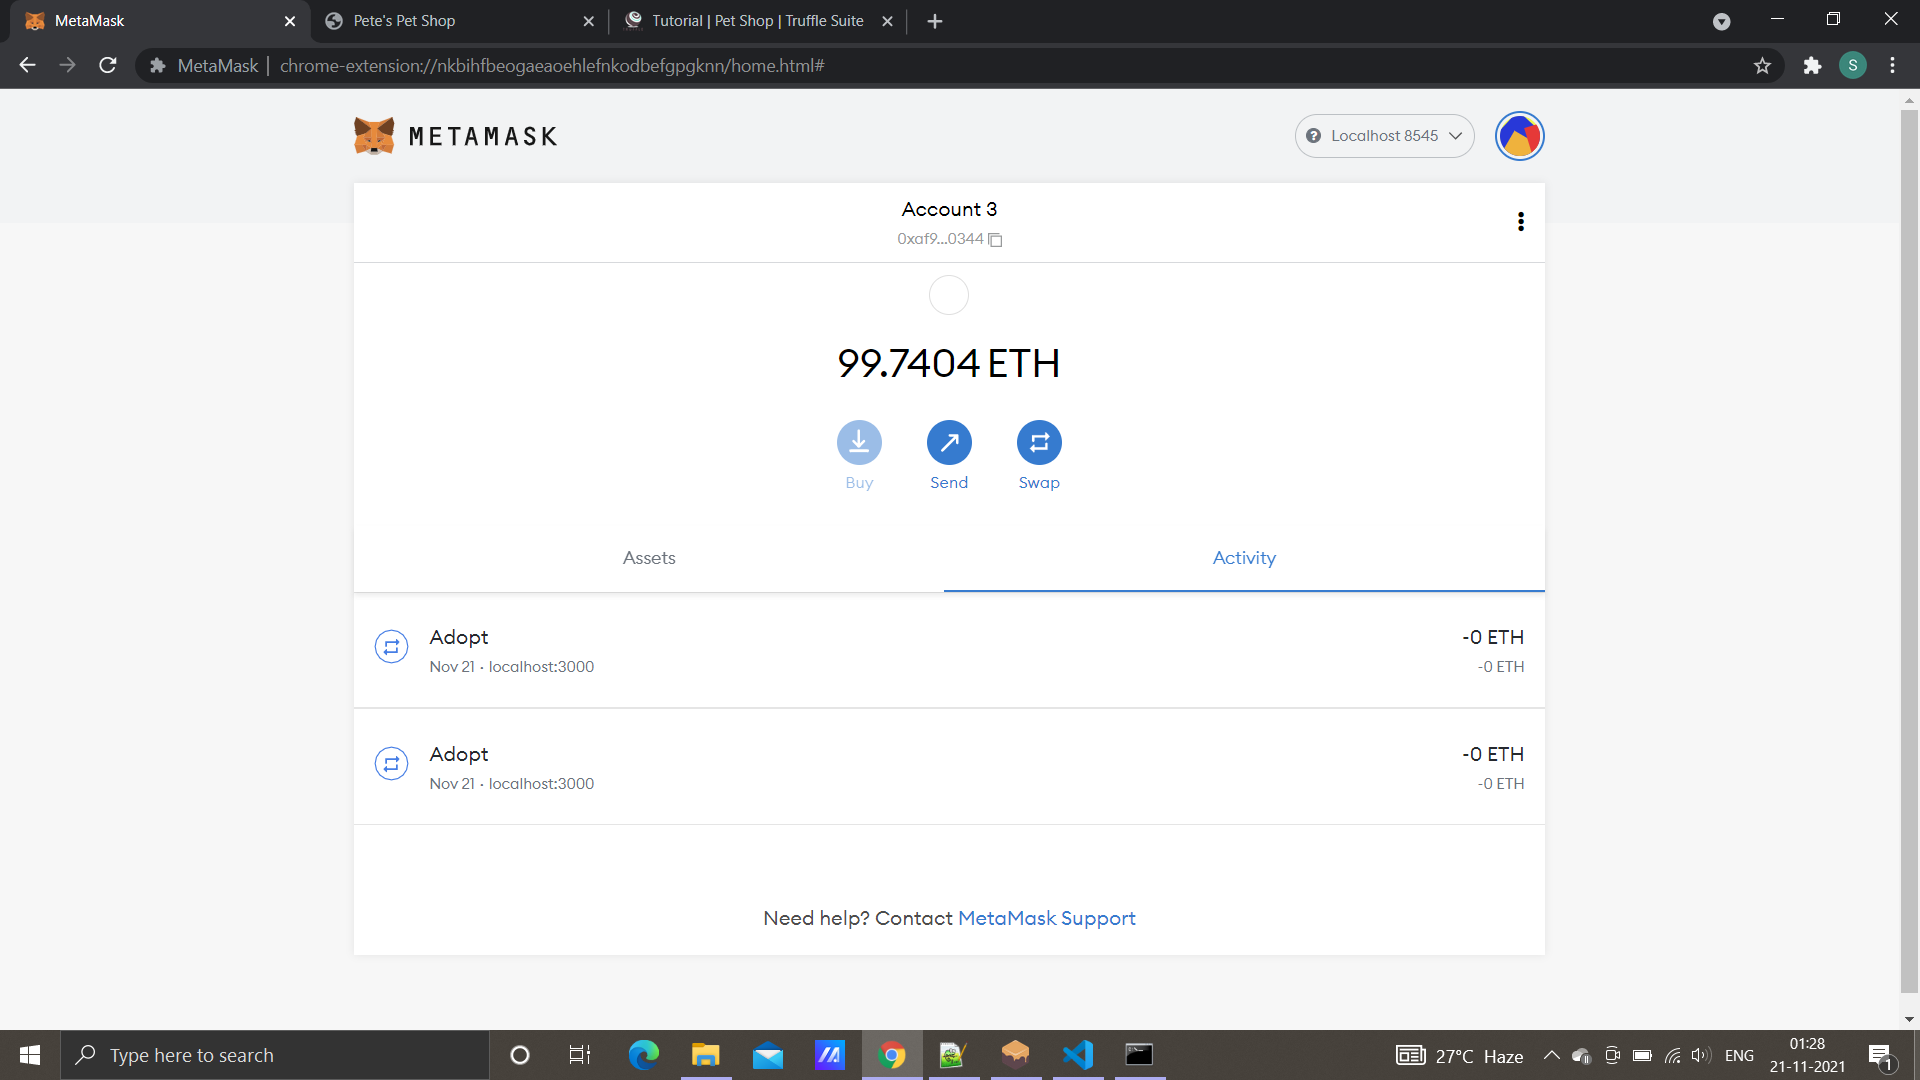 MetaMask
Pete's Pet Shop
Tutorial | Pet Shop | Truffle Suite
MetaMask | chrome-extension://nkbihfbeogaeaoehlefnkodbefgpgknn/home.html#
S
METAMASK
Localhost 8545
Account 3
0xaf9...0344
99.7404 ETH
Buy
Send
Swap
Assets
Activity
Adopt
-0 ETH
Nov 21 · localhost:3000
-0 ETH
Adopt
-0 ETH
Nov 21 · localhost:3000
-0 ETH
Need help? Contact MetaMask Support
Type here to search
27°C Haze
ENG
01:28
21-11-2021
1